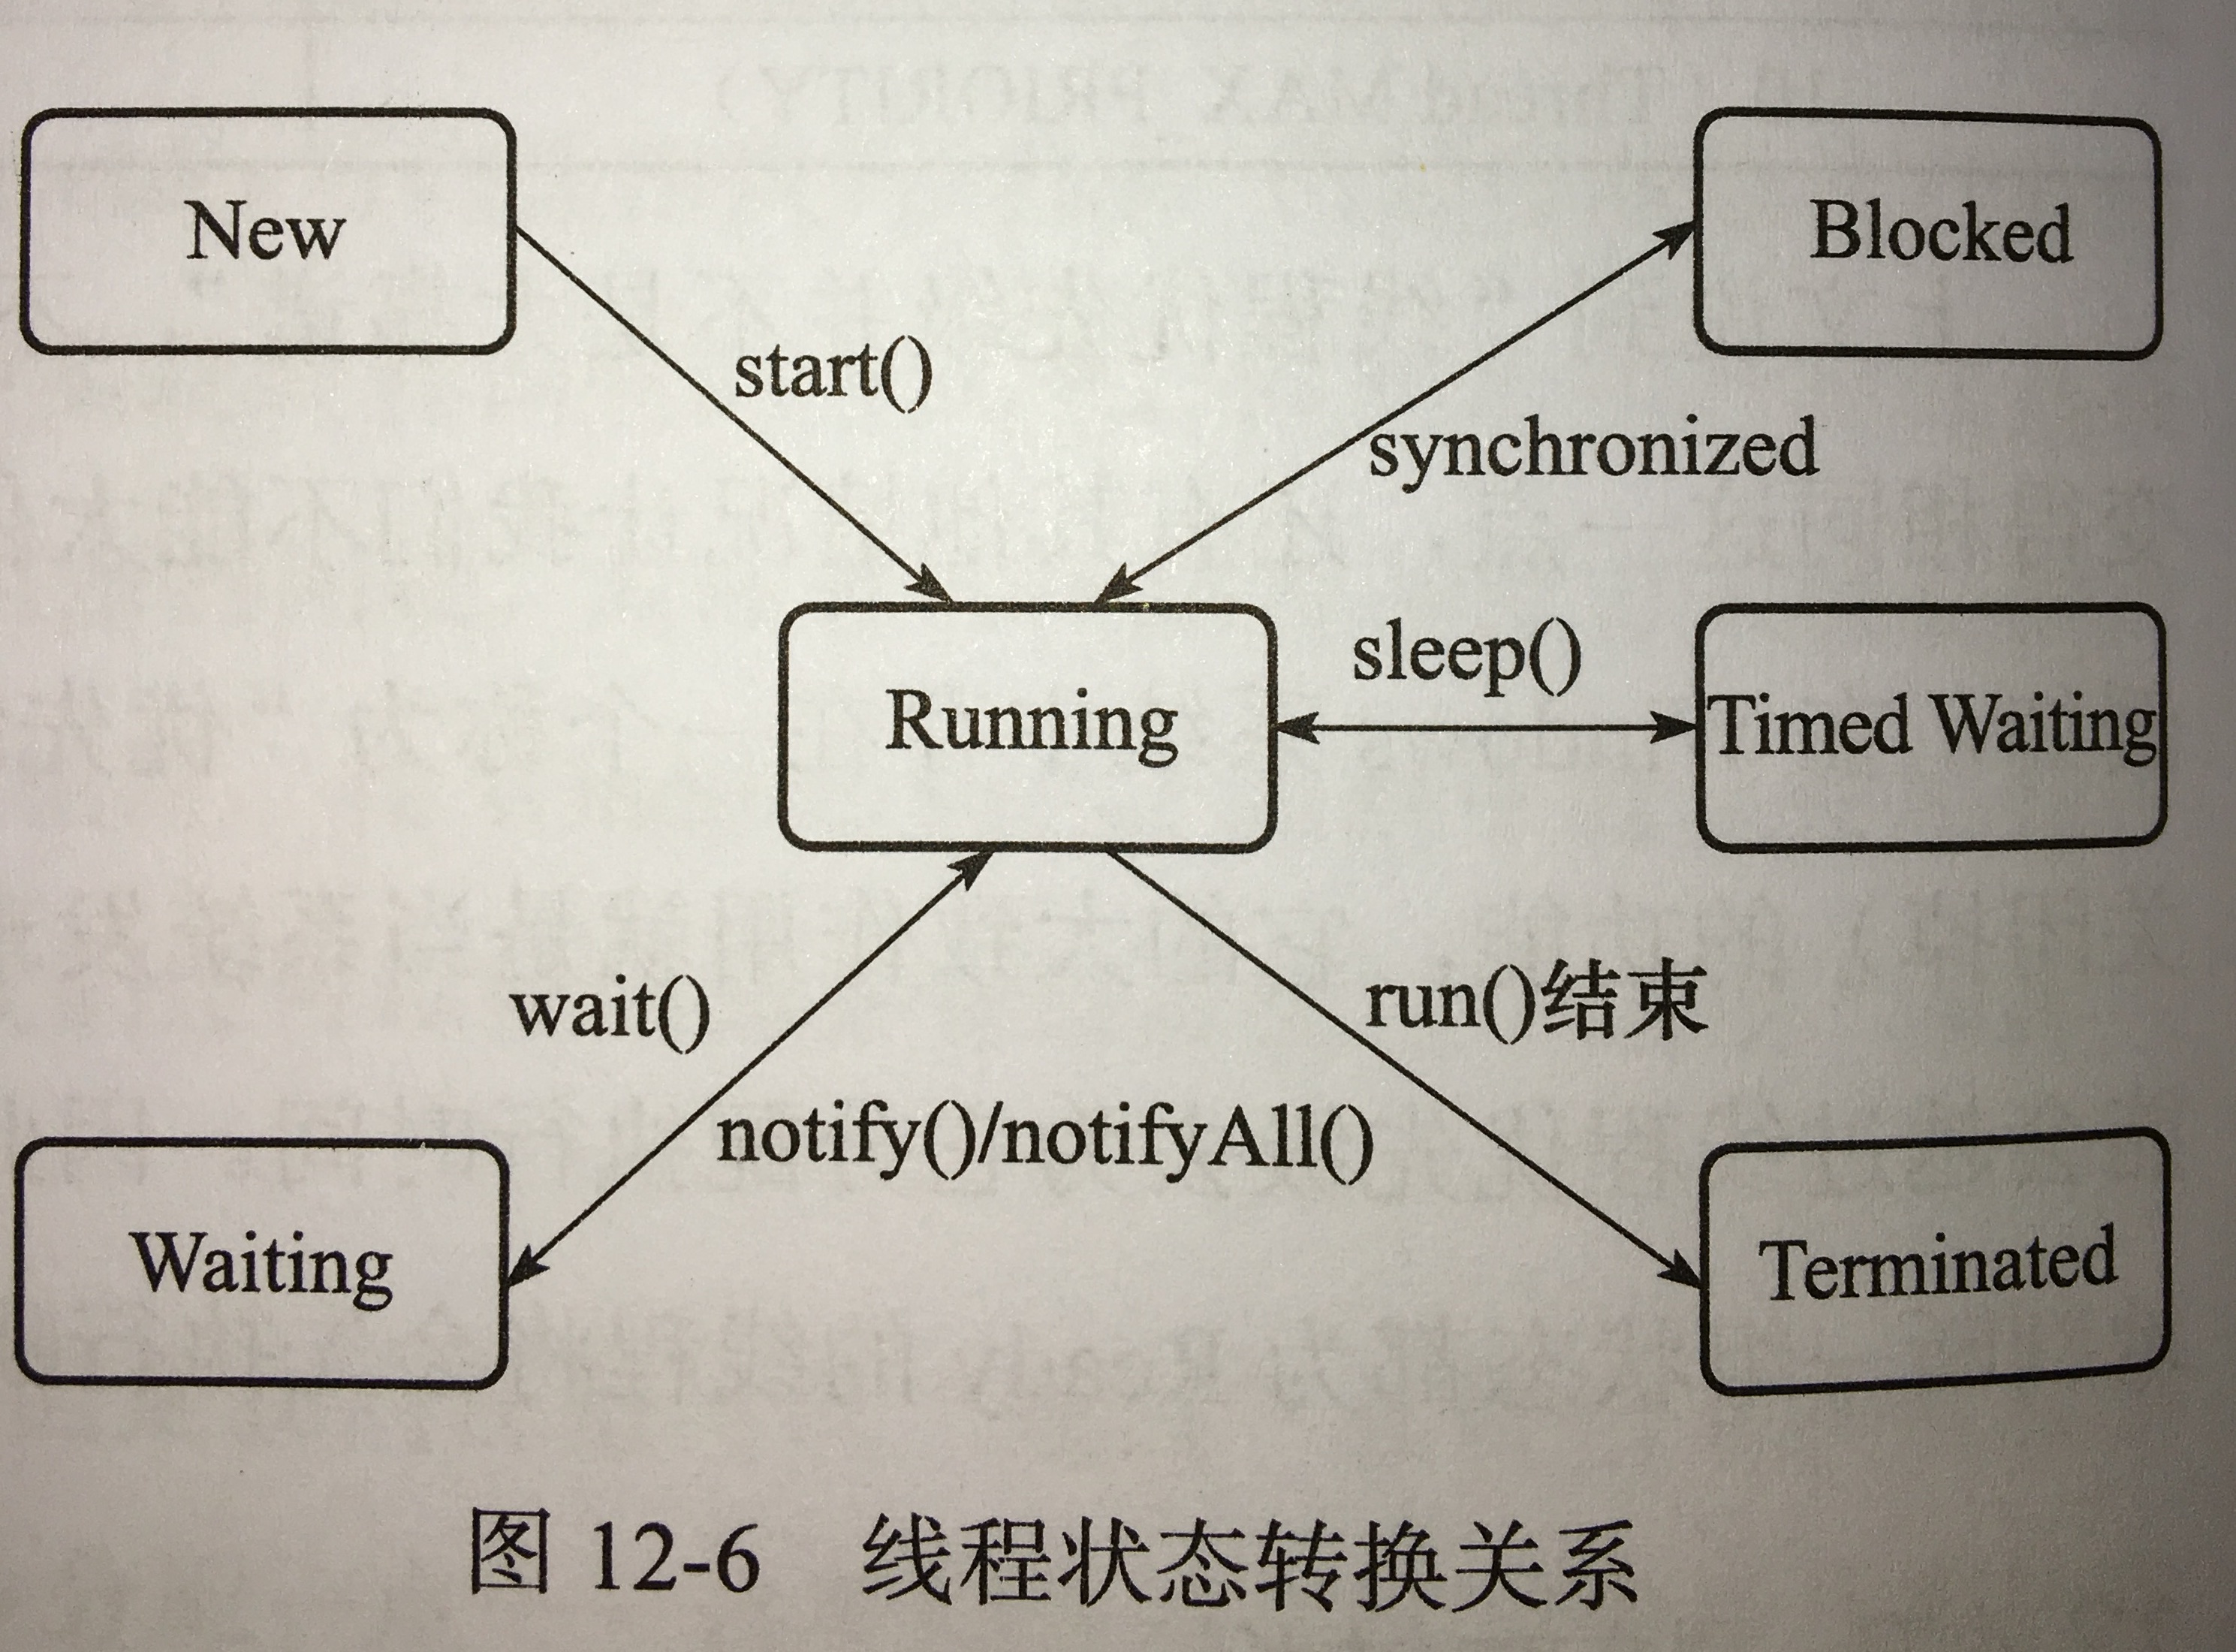 New
Blocked
start()
synchronized
sleep()
Running
Timed Waiting
wait()
run()结束
notify()/notifyAll()
Waiting
Terminated
图 12-6 线程状态转换关系